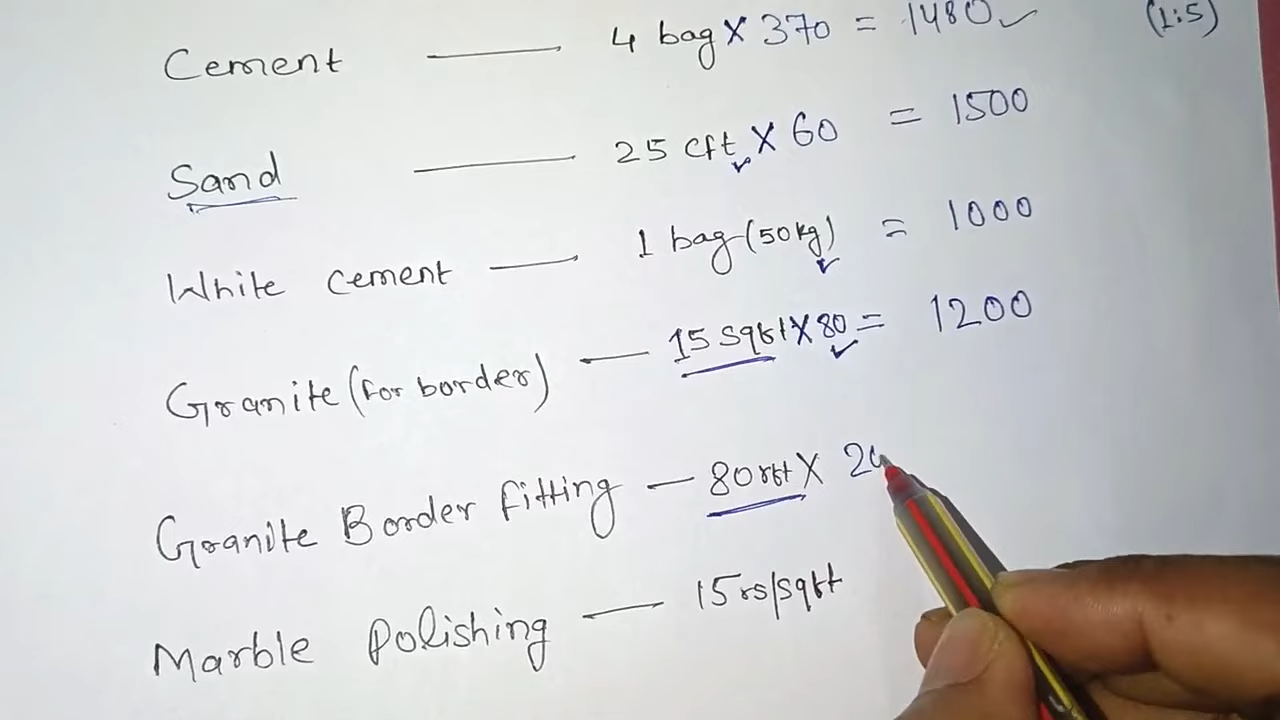 Cement —— 4 bag X 370 = 1480 ✓ (1:5)
Sand —— 25 cft X 60 = 1500
White cement —— 1 bag (50kg) = 1000
Granite (for border) —— 15 sqft X 80 = 1200
Granite Border fitting — 80 rft X 2
Marble Polishing —— 15 rs/sqft